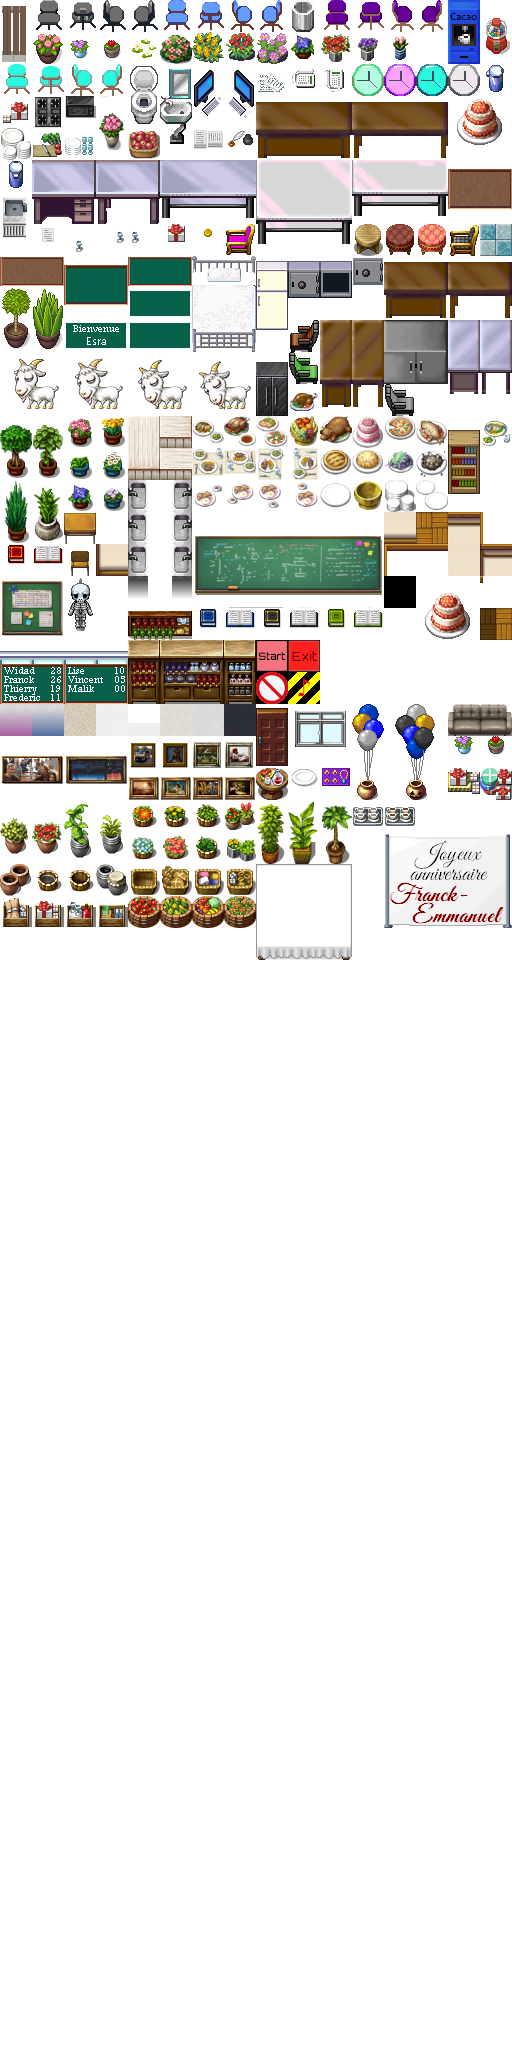 Cacao
Bienvenue
Esra
Start Exit
Widad 28
Franck 26
Thierry 19
Frederic 11
Lise 10
Vincent 05
Malik 00
Joyeux
anniversaire
Franck-
Emmanuel